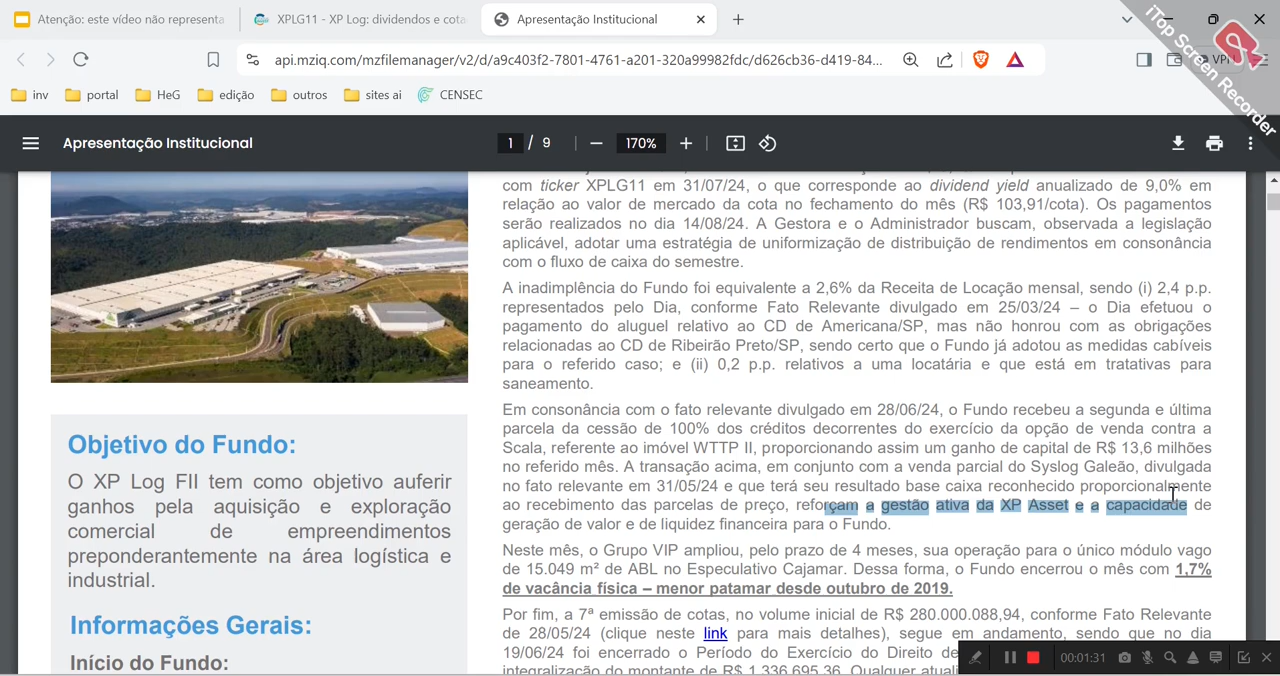 Atenção: este vídeo não representa
XPLG11 - XP Log: dividendos e cota
Apresentação Institucional
api.mziq.com/mzfilemanager/v2/d/a9c403f2-7801-4761-a201-320a99982fdc/d626cb36-d419-84...
VPN
iTop Screen Recorder
inv
portal
HeG
edição
outros
sites ai
CENSEC
Apresentação Institucional
1 / 9
170%
com ticker XPLG11 em 31/07/24, o que corresponde ao dividend yield anualizado de 9,0% em
relação ao valor de mercado da cota no fechamento do mês (R$ 103,91/cota). Os pagamentos
serão realizados no dia 14/08/24. A Gestora e o Administrador buscam, observada a legislação
aplicável, adotar uma estratégia de uniformização de distribuição de rendimentos em consonância
com o fluxo de caixa do semestre.
A inadimplência do Fundo foi equivalente a 2,6% da Receita de Locação mensal, sendo (i) 2,4 p.p.
representados pelo Dia, conforme Fato Relevante divulgado em 25/03/24 – o Dia efetuou o
pagamento do aluguel relativo ao CD de Americana/SP, mas não honrou com as obrigações
relacionadas ao CD de Ribeirão Preto/SP, sendo certo que o Fundo já adotou as medidas cabíveis
para o referido caso; e (ii) 0,2 p.p. relativos a uma locatária e que está em tratativas para
saneamento.
Em consonância com o fato relevante divulgado em 28/06/24, o Fundo recebeu a segunda e última
parcela da cessão de 100% dos créditos decorrentes do exercício da opção de venda contra a
Scala, referente ao imóvel WTTP II, proporcionando assim um ganho de capital de R$ 13,6 milhões
no referido mês. A transação acima, em conjunto com a venda parcial do Syslog Galeão, divulgada
no fato relevante em 31/05/24 e que terá seu resultado base caixa reconhecido proporcionalmente
ao recebimento das parcelas de preço, reforçam a gestão ativa da XP Asset e a capacidade de
geração de valor e de liquidez financeira para o Fundo.
Neste mês, o Grupo VIP ampliou, pelo prazo de 4 meses, sua operação para o único módulo vago
de 15.049 m² de ABL no Especulativo Cajamar. Dessa forma, o Fundo encerrou o mês com 1,7%
de vacância física – menor patamar desde outubro de 2019.
Por fim, a 7ª emissão de cotas, no volume inicial de R$ 280.000.088,94, conforme Fato Relevante
de 28/05/24 (clique neste link para mais detalhes), segue em andamento, sendo que no dia
19/06/24 foi encerrado o Período do Exercício do Direito de
integralização do montante de R$ 1.336.695,36. Qualquer
Objetivo do Fundo:
O XP Log FII tem como objetivo auferir
ganhos pela aquisição e exploração
comercial de empreendimentos
preponderantemente na área logística e
industrial.
Informações Gerais:
Início do Fundo:
00:01:31